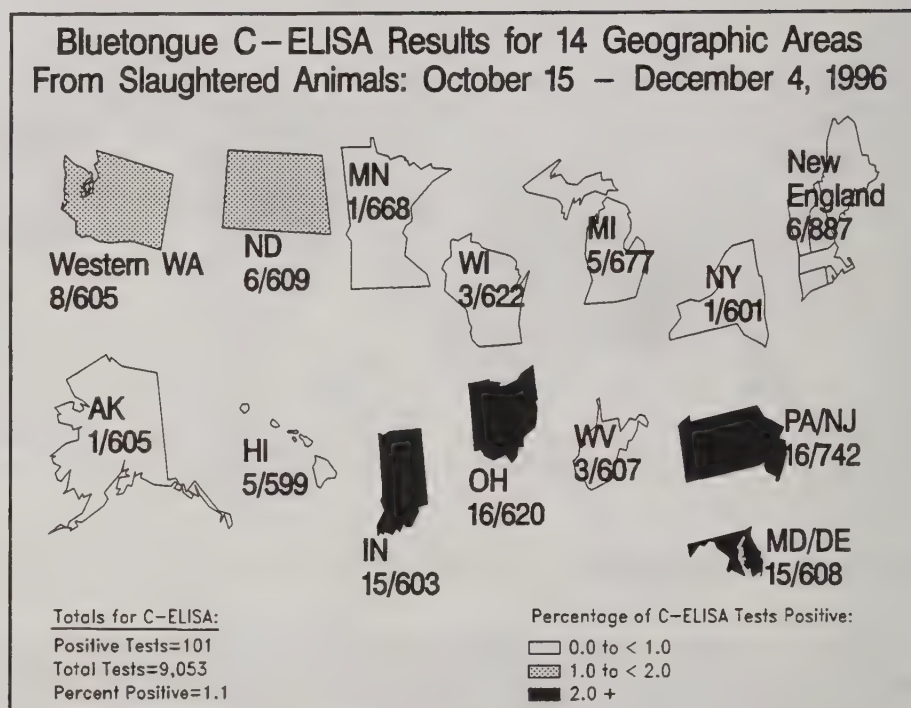 Bluetongue C-ELISA Results for 14 Geographic Areas
From Slaughtered Animals: October 15 - December 4, 1996
Western WA
8/605
ND
6/609
MN
1/668
WI
3/622
MI
5/677
NY
1/601
New
England
6/887
AK
1/605
HI
5/599
IN
15/603
OH
16/620
WV
3/607
PA/NJ
16/742
MD/DE
15/608
Totals for C-ELISA:
Positive Tests=101
Total Tests=9,053
Percent Positive=1.1
Percentage of C-ELISA Tests Positive:
0.0 to < 1.0
1.0 to < 2.0
2.0 +